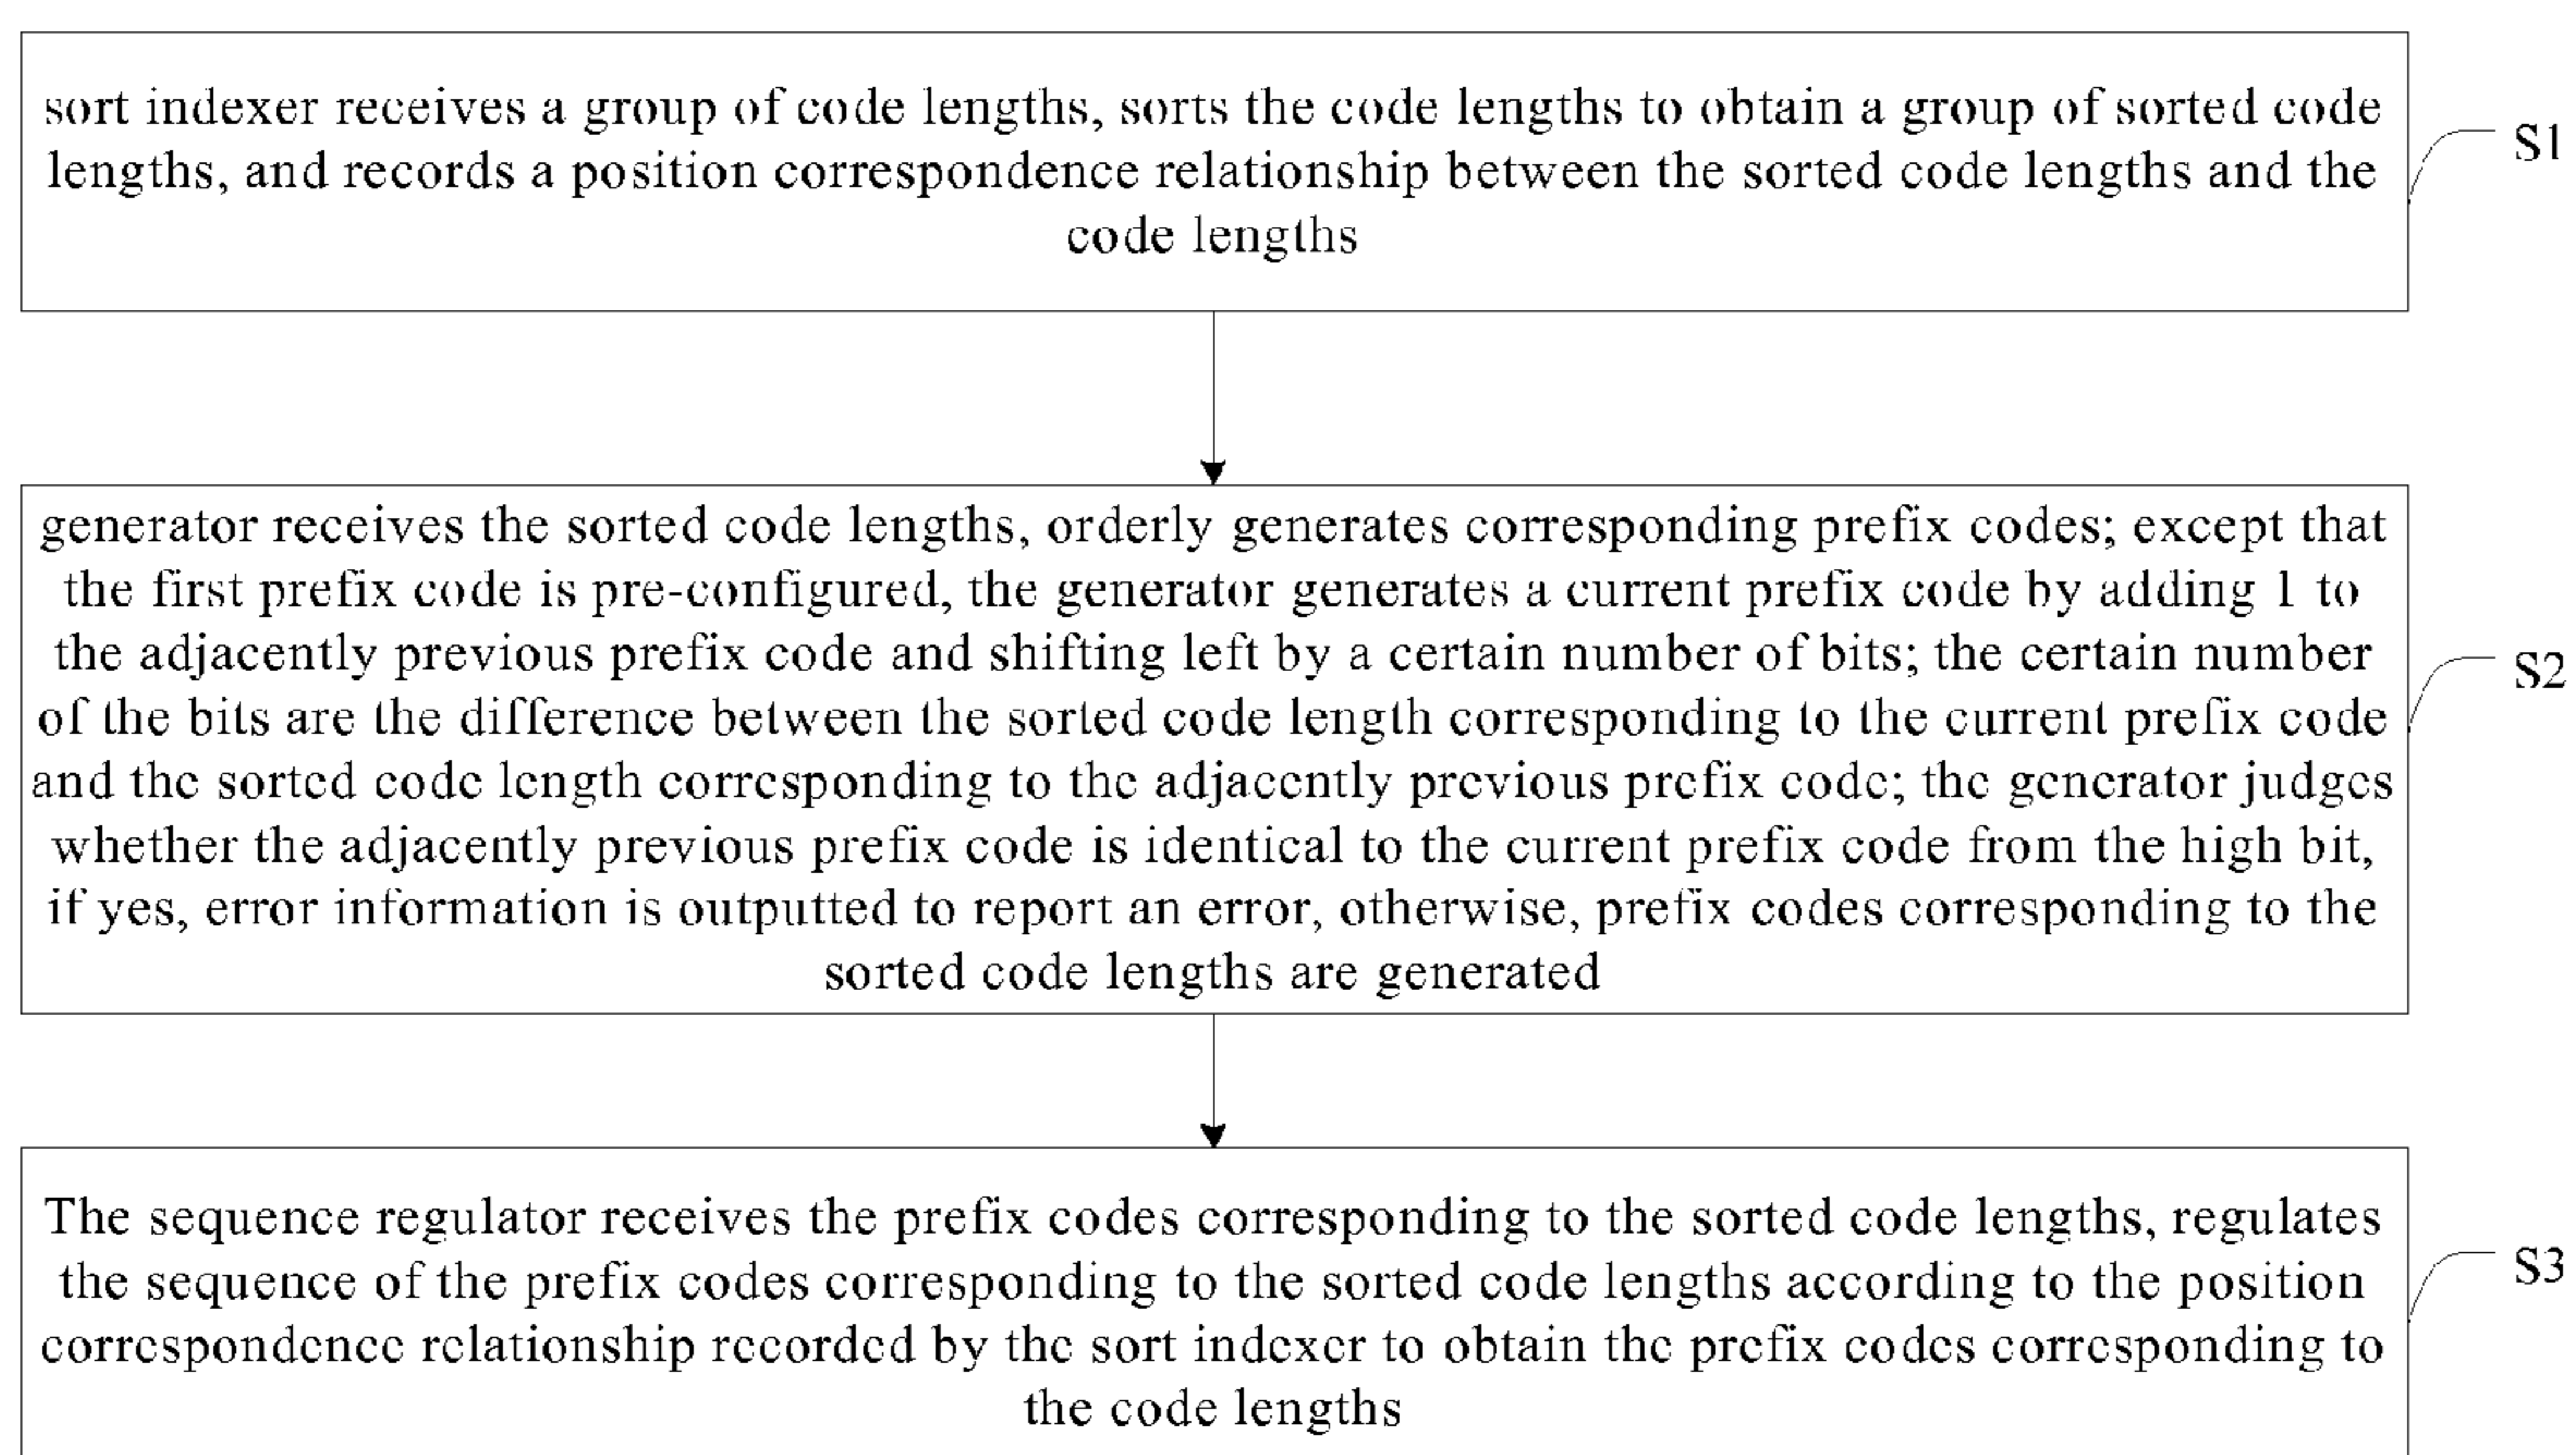 sort indexer receives a group of code lengths, sorts the code lengths to obtain a group of sorted code
lengths, and records a position correspondence relationship between the sorted code lengths and the
code lengths
S1
generator receives the sorted code lengths, orderly generates corresponding prefix codes; except that
the first prefix code is pre-configured, the generator generates a current prefix code by adding 1 to
the adjacently previous prefix code and shifting left by a certain number of bits; the certain number
of the bits are the difference between the sorted code length corresponding to the current prefix code
and the sorted code length corresponding to the adjacently previous prefix code; the generator judges
whether the adjacently previous prefix code is identical to the current prefix code from the high bit,
if yes, error information is outputted to report an error, otherwise, prefix codes corresponding to the
sorted code lengths are generated
S2
The sequence regulator receives the prefix codes corresponding to the sorted code lengths, regulates
the sequence of the prefix codes corresponding to the sorted code lengths according to the position
correspondence relationship recorded by the sort indexer to obtain the prefix codes corresponding to
the code lengths
S3